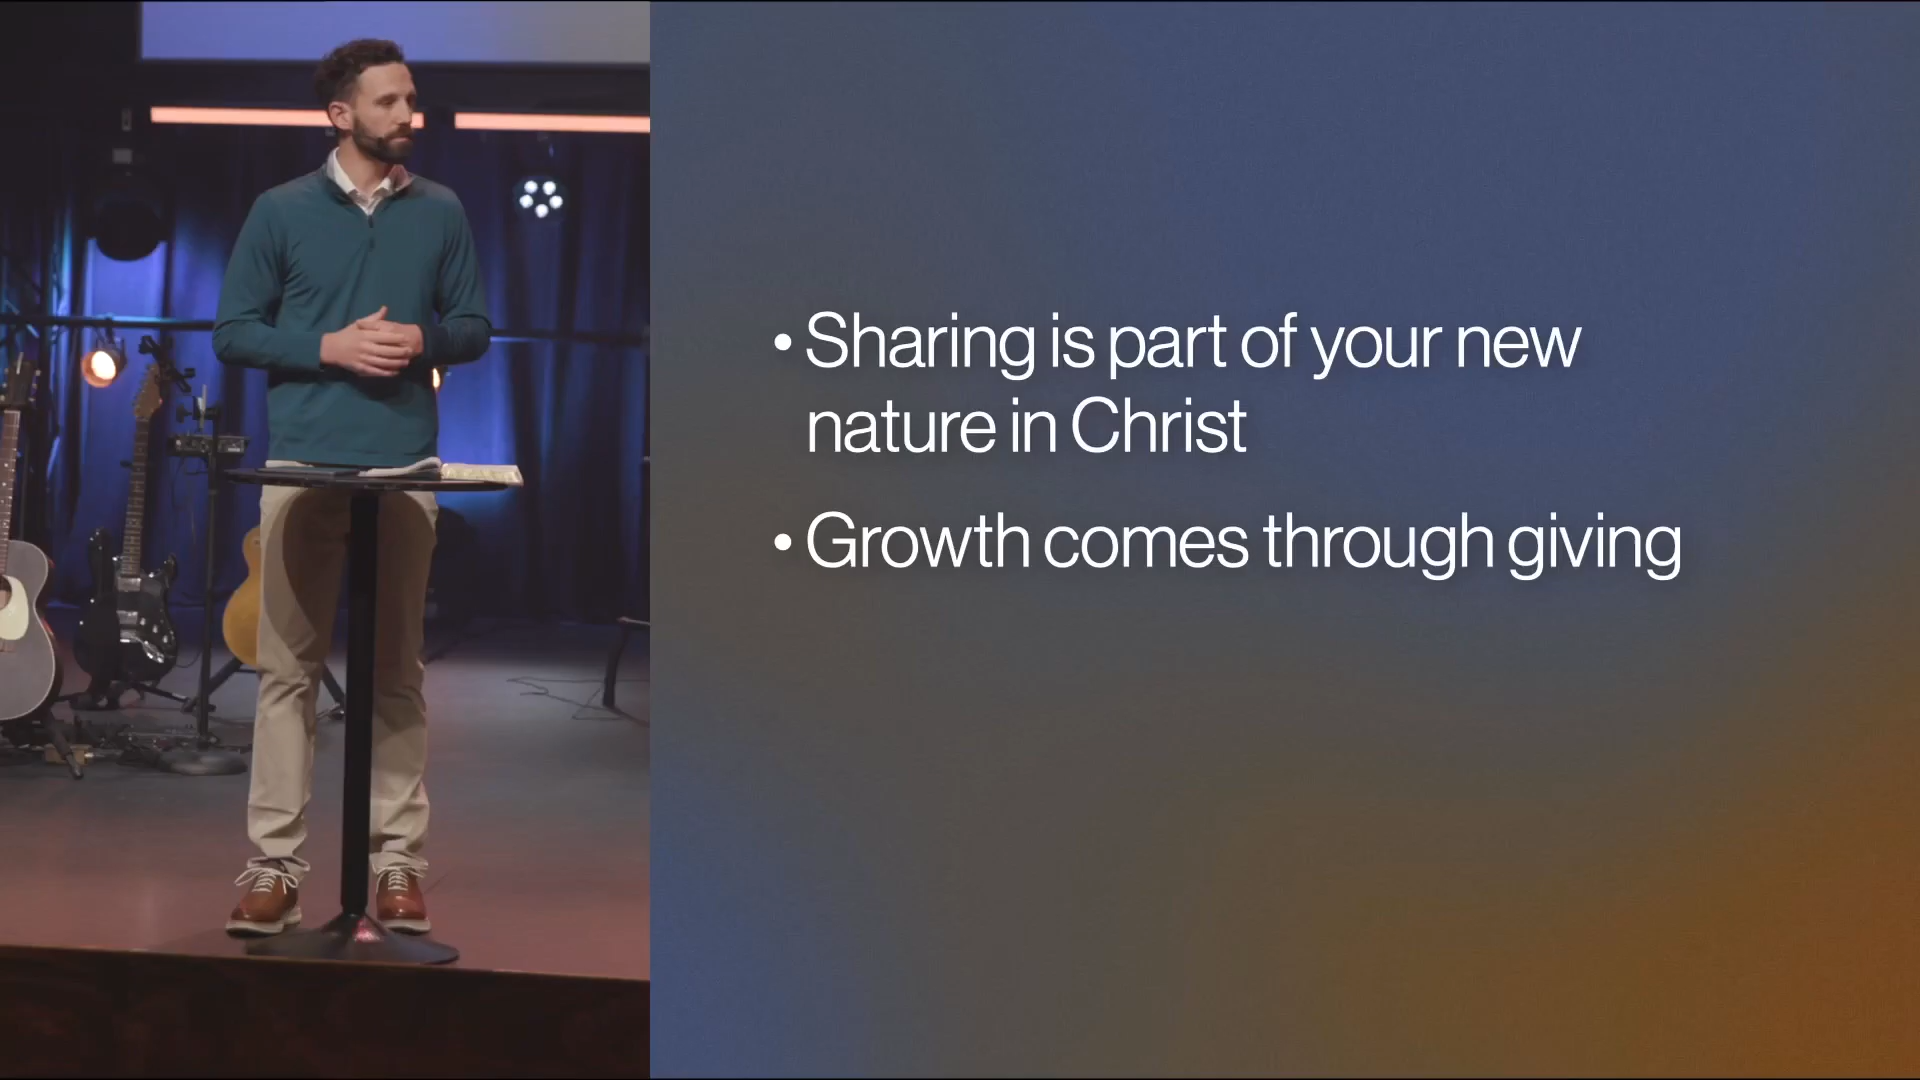 • Sharing is part of your new
nature in Christ
• Growth comes through giving